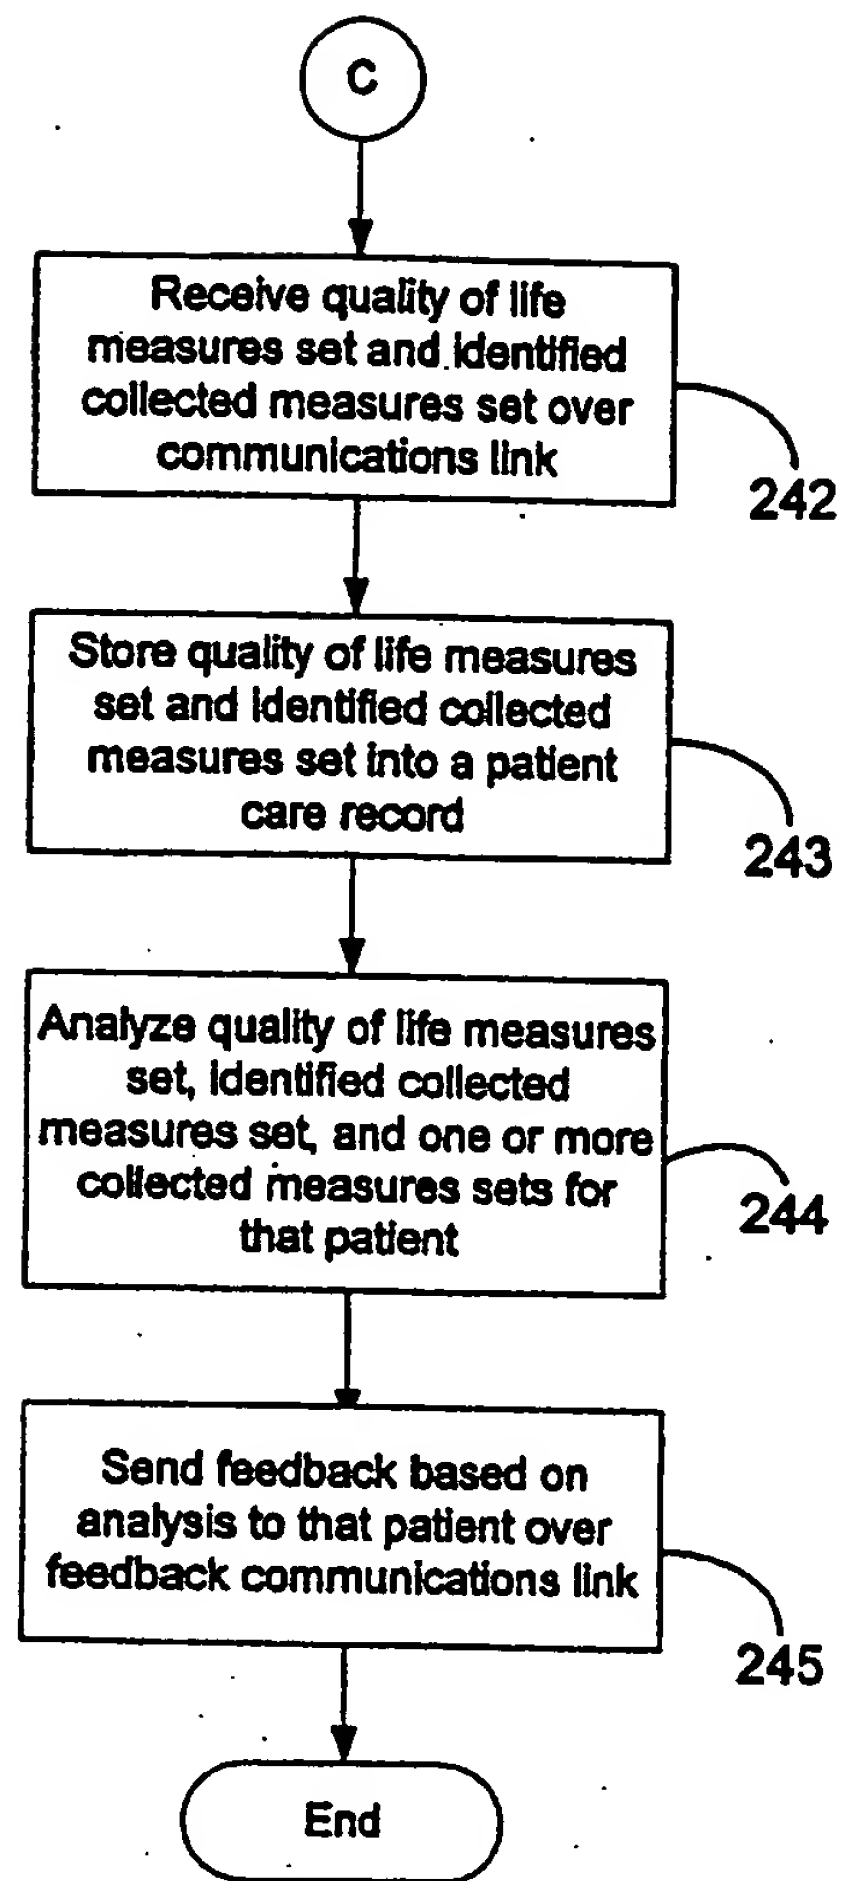 C
Receive quality of life
measures set and identified
collected measures set over
communications link
242
Store quality of life measures
set and identified collected
measures set into a patient
care record
243
Analyze quality of life measures
set, identified collected
measures set, and one or more
collected measures sets for
that patient
244
Send feedback based on
analysis to that patient over
feedback communications link
245
End